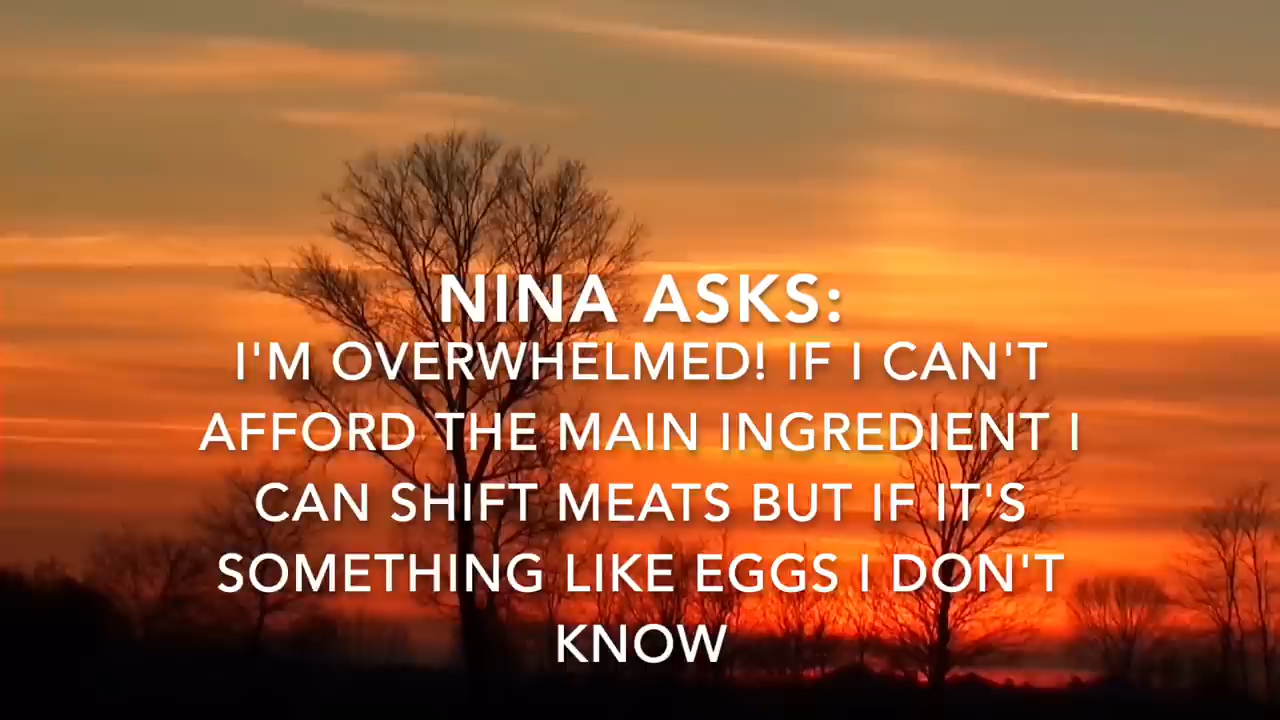 NINA ASKS:
I'M OVERWHELMED! IF I CAN'T
AFFORD THE MAIN INGREDIENT I
CAN SHIFT MEATS BUT IF IT'S
SOMETHING LIKE EGGS I DON'T
KNOW